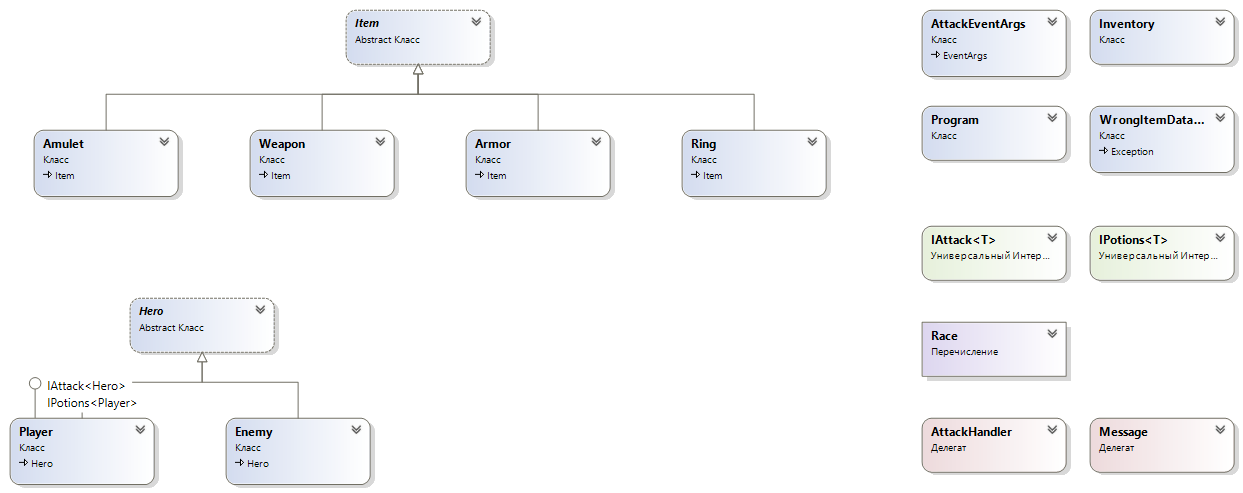 Item
Abstract Класс
Amulet
Класс
Item
Weapon
Класс
Item
Armor
Класс
Item
Ring
Класс
Item
Hero
Abstract Класс
IAttack<Hero>
IPotions<Player>
Player
Класс
Hero
Enemy
Класс
Hero
AttackEventArgs
Класс
EventArgs
Inventory
Класс
Program
Класс
WrongItemData...
Класс
Exception
IAttack<T>
Универсальный Интер...
IPotions<T>
Универсальный Интер...
Race
Перечисление
AttackHandler
Делегат
Message
Делегат